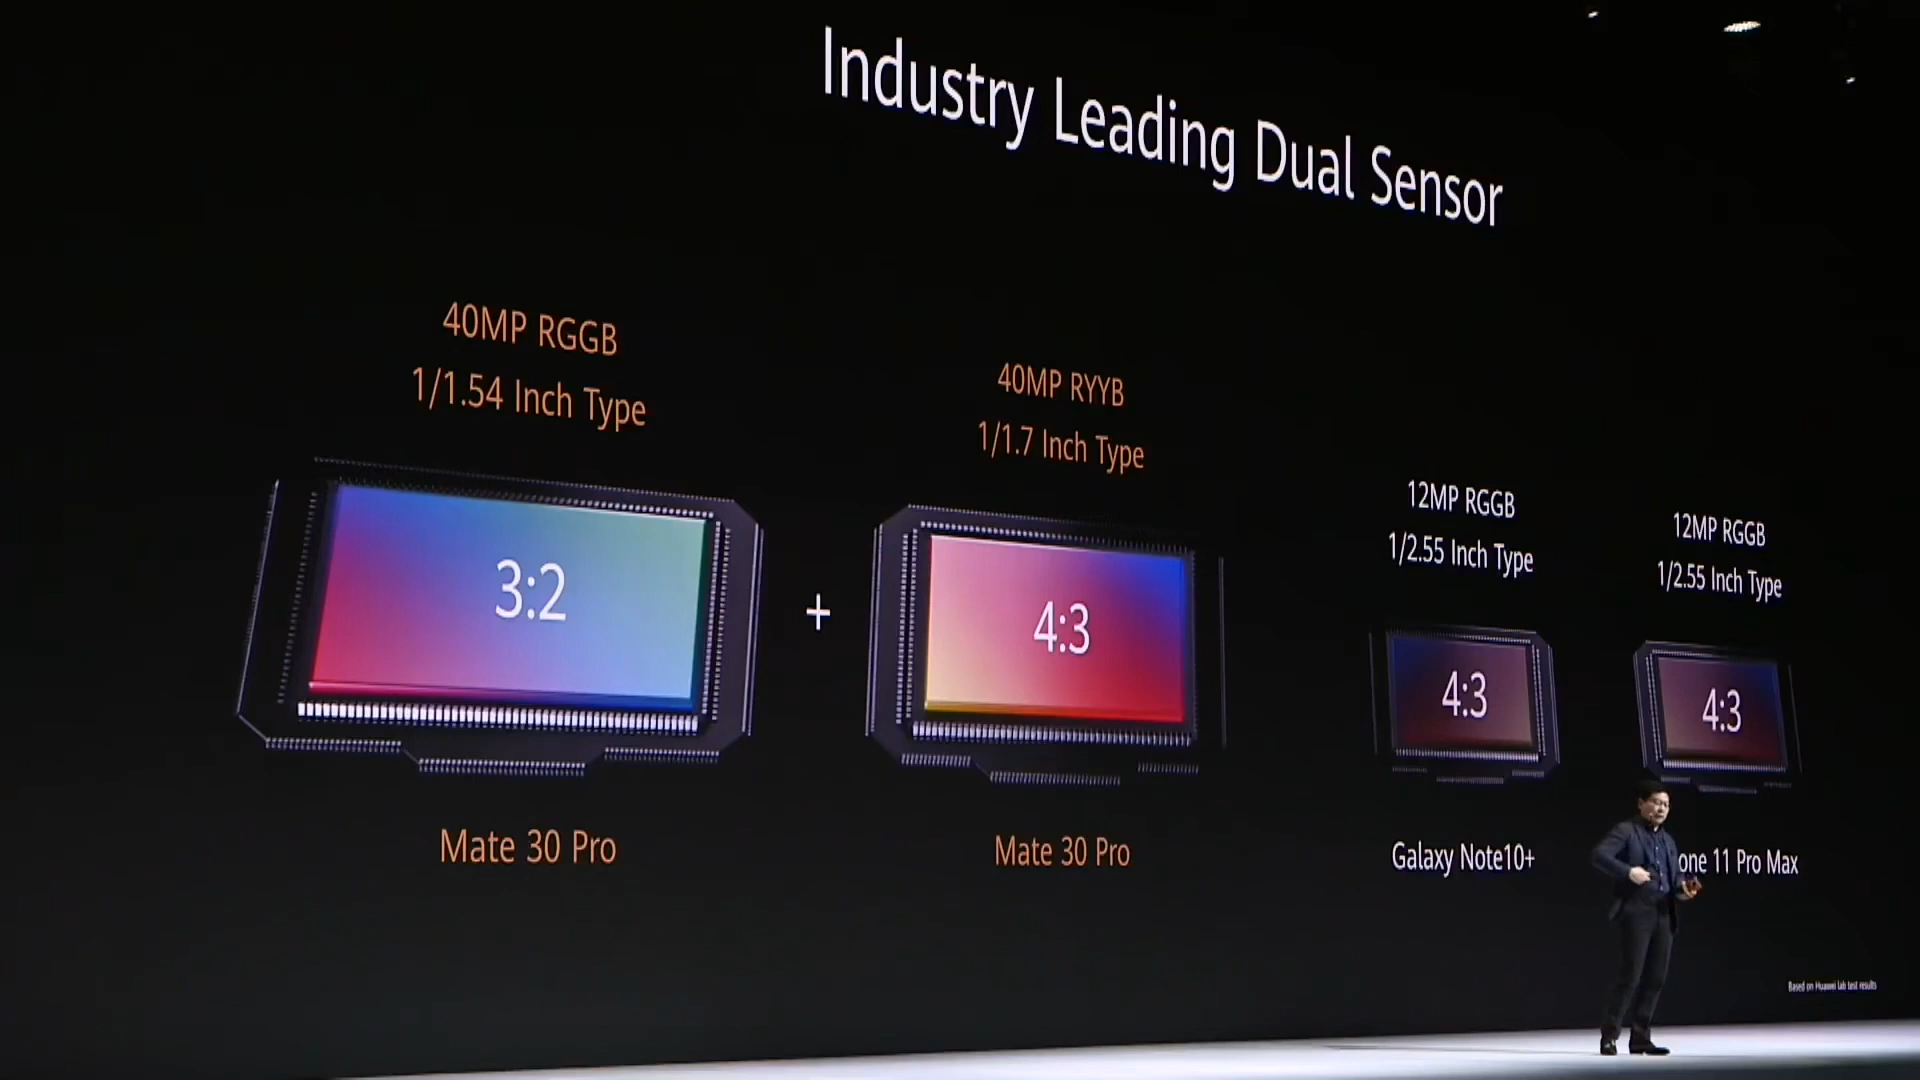 Industry Leading Dual Sensor
40MP RGGB
1/1.54 Inch Type
3:2
Mate 30 Pro
+
40MP RYYB
1/1.7 Inch Type
4:3
Mate 30 Pro
12MP RGGB
1/2.55 Inch Type
4:3
Galaxy Note10+
12MP RGGB
1/2.55 Inch Type
4:3
one 11 Pro Max
Based on Huawei lab test results